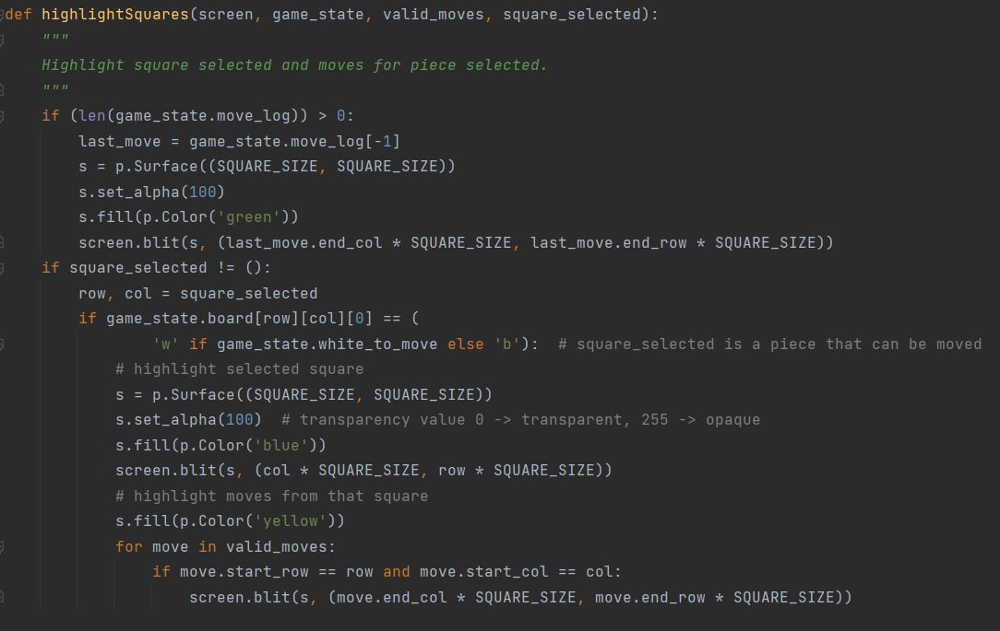 def highlightSquares(screen, game_state, valid_moves, square_selected):
    """
    Highlight square selected and moves for piece selected.
    """
    if (len(game_state.move_log)) > 0:
        last_move = game_state.move_log[-1]
        s = p.Surface((SQUARE_SIZE, SQUARE_SIZE))
        s.set_alpha(100)
        s.fill(p.Color('green'))
        screen.blit(s, (last_move.end_col * SQUARE_SIZE, last_move.end_row * SQUARE_SIZE))
    if square_selected != ():
        row, col = square_selected
        if game_state.board[row][col][0] == (
                'w' if game_state.white_to_move else 'b'):  # square_selected is a piece that can be moved
            # highlight selected square
            s = p.Surface((SQUARE_SIZE, SQUARE_SIZE))
            s.set_alpha(100)  # transparency value 0 -> transparent, 255 -> opaque
            s.fill(p.Color('blue'))
            screen.blit(s, (col * SQUARE_SIZE, row * SQUARE_SIZE))
            # highlight moves from that square
            s.fill(p.Color('yellow'))
            for move in valid_moves:
                if move.start_row == row and move.start_col == col:
                    screen.blit(s, (move.end_col * SQUARE_SIZE, move.end_row * SQUARE_SIZE))